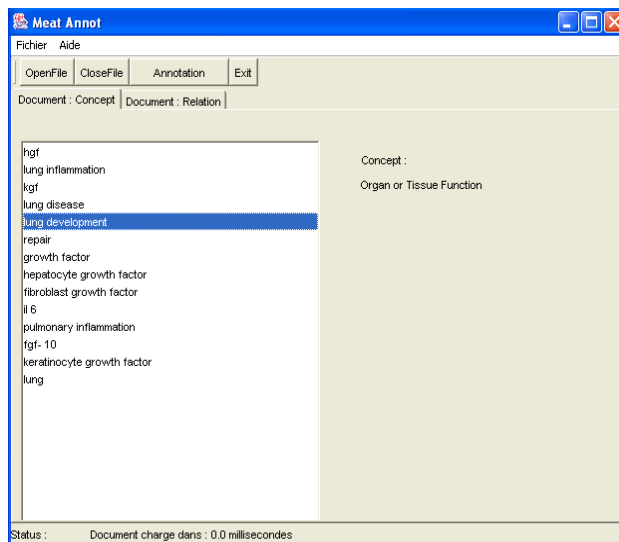 Meat Annot
Fichier Aide
OpenFile CloseFile Annotation Exit
Document : Concept Document : Relation
hgf
lung inflammation
kgf
lung disease
lung development
repair
growth factor
hepatocyte growth factor
fibroblast growth factor
il 6
pulmonary inflammation
fgf- 10
keratinocyte growth factor
lung
Concept :
Organ or Tissue Function
Status : Document charge dans : 0.0 millisecondes